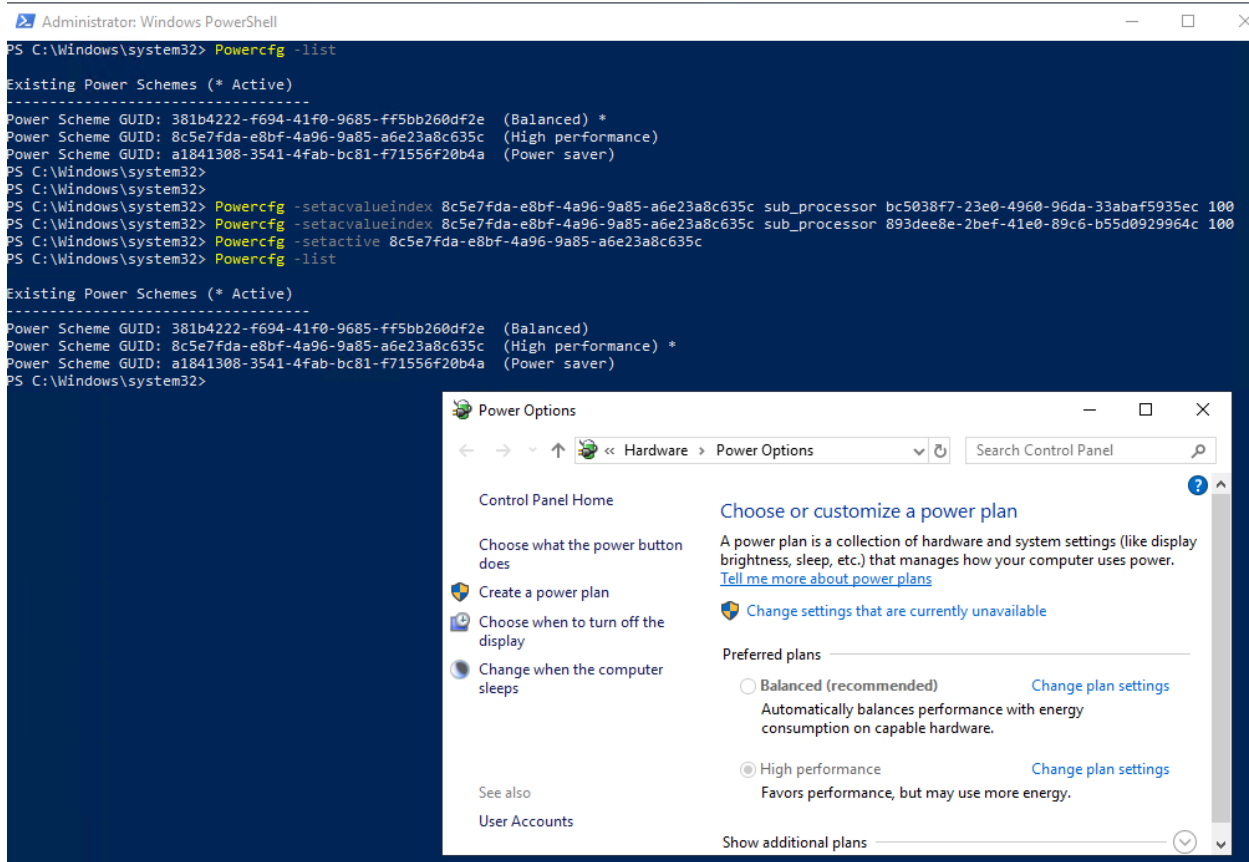 Administrator: Windows PowerShell
PS C:\Windows\system32> Powercfg -list
Existing Power Schemes (* Active)
-----------------------------------
Power Scheme GUID: 381b4222-f694-41f0-9685-ff5bb260df2e  (Balanced) *
Power Scheme GUID: 8c5e7fda-e8bf-4a96-9a85-a6e23a8c635c  (High performance)
Power Scheme GUID: a1841308-3541-4fab-bc81-f71556f20b4a  (Power saver)
PS C:\Windows\system32>
PS C:\Windows\system32>
PS C:\Windows\system32> Powercfg -setacvalueindex 8c5e7fda-e8bf-4a96-9a85-a6e23a8c635c sub_processor bc5038f7-23e0-4960-96da-33abaf5935ec 100
PS C:\Windows\system32> Powercfg -setacvalueindex 8c5e7fda-e8bf-4a96-9a85-a6e23a8c635c sub_processor 893dee8e-2bef-41e0-89c6-b55d0929964c 100
PS C:\Windows\system32> Powercfg -setactive 8c5e7fda-e8bf-4a96-9a85-a6e23a8c635c
PS C:\Windows\system32> Powercfg -list
Existing Power Schemes (* Active)
-----------------------------------
Power Scheme GUID: 381b4222-f694-41f0-9685-ff5bb260df2e  (Balanced)
Power Scheme GUID: 8c5e7fda-e8bf-4a96-9a85-a6e23a8c635c  (High performance) *
Power Scheme GUID: a1841308-3541-4fab-bc81-f71556f20b4a  (Power saver)
PS C:\Windows\system32>
Power Options
« Hardware > Power Options
Search Control Panel
Control Panel Home
Choose what the power button
does
Create a power plan
Choose when to turn off the
display
Change when the computer
sleeps
See also
User Accounts
Choose or customize a power plan
A power plan is a collection of hardware and system settings (like display
brightness, sleep, etc.) that manages how your computer uses power.
Tell me more about power plans
Change settings that are currently unavailable
Preferred plans
Balanced (recommended) Change plan settings
Automatically balances performance with energy
consumption on capable hardware.
High performance Change plan settings
Favors performance, but may use more energy.
Show additional plans